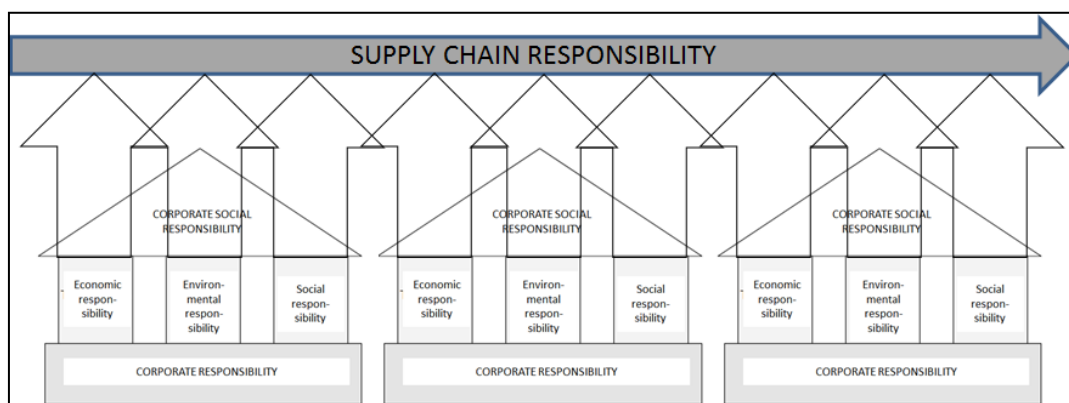 SUPPLY CHAIN RESPONSIBILITY
CORPORATE SOCIAL
RESPONSIBILITY
CORPORATE SOCIAL
RESPONSIBILITY
CORPORATE SOCIAL
RESPONSIBILITY
Economic
respon-
sibility
Environ-
mental
respon-
sibility
Social
respon-
sibility
Economic
respon-
sibility
Environ-
mental
respon-
sibility
Social
respon-
sibility
Economic
respon-
sibility
Environ-
mental
respon-
sibility
Social
respon-
sibility
CORPORATE RESPONSIBILITY
CORPORATE RESPONSIBILITY
CORPORATE RESPONSIBILITY